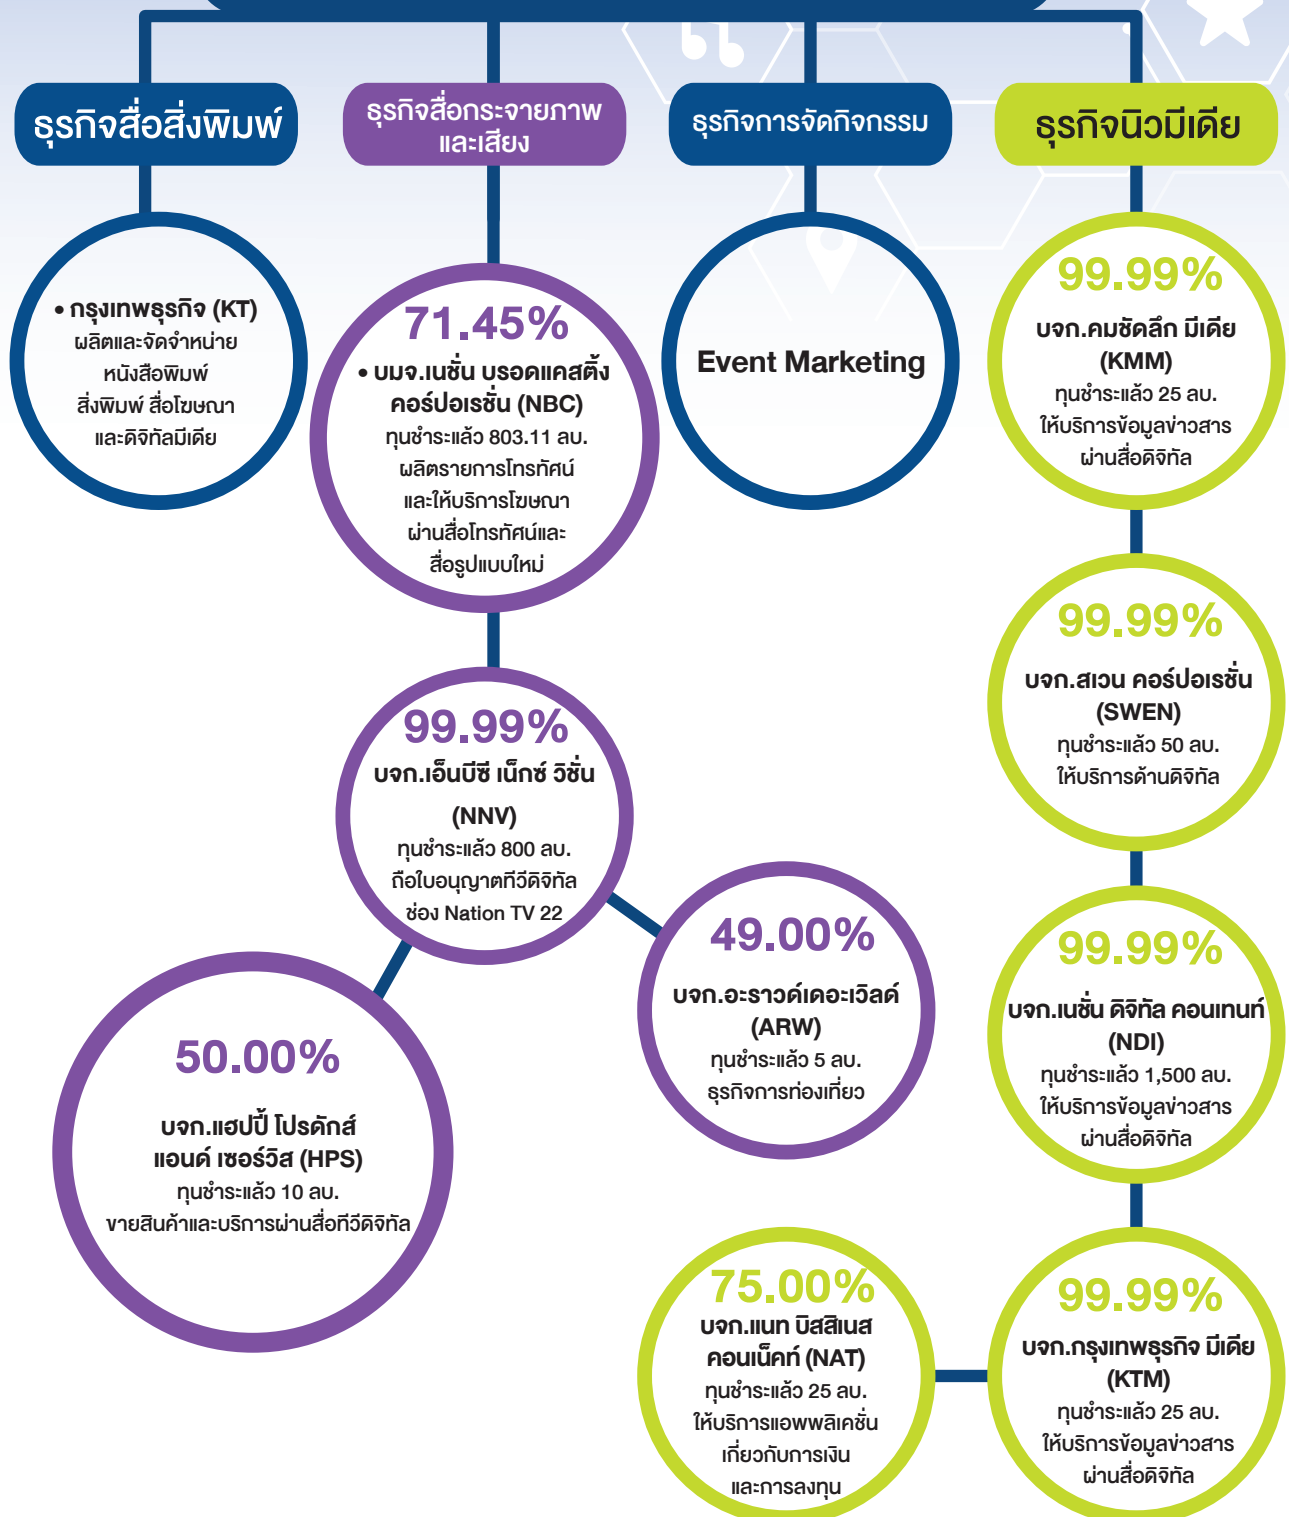 ธุรกิจสื่อสิ่งพิมพ์
ธุรกิจสื่อกระจายภาพ
และเสียง
ธุรกิจการจัดกิจกรรม
ธุรกิจนิวมีเดีย
• กรุงเทพธุรกิจ (KT)
ผลิตและจัดจำหน่าย
หนังสือพิมพ์
สิ่งพิมพ์ สื่อโฆษณา
และดิจิทัลมีเดีย
71.45%
• บมจ.เนชั่น บรอดแคสติ้ง
คอร์ปอเรชั่น (NBC)
ทุนชำระแล้ว 803.11 ลบ.
ผลิตรายการโทรทัศน์
และให้บริการโฆษณา
ผ่านสื่อโทรทัศน์และ
สื่อรูปแบบใหม่
Event Marketing
99.99%
บจก.คมชัดลึก มีเดีย
(KMM)
ทุนชำระแล้ว 25 ลบ.
ให้บริการข้อมูลข่าวสาร
ผ่านสื่อดิจิทัล
99.99%
บจก.สเวน คอร์ปอเรชั่น
(SWEN)
ทุนชำระแล้ว 50 ลบ.
ให้บริการด้านดิจิทัล
99.99%
บจก.เอ็นบีซี เน็กซ์ วิชั่น
(NNV)
ทุนชำระแล้ว 800 ลบ.
ถือใบอนุญาตทีวีดิจิทัล
ช่อง Nation TV 22
49.00%
บจก.อะราวด์เดอะเวิลด์
(ARW)
ทุนชำระแล้ว 5 ลบ.
ธุรกิจการท่องเที่ยว
99.99%
บจก.เนชั่น ดิจิทัล คอนเทนท์
(NDI)
ทุนชำระแล้ว 1,500 ลบ.
ให้บริการข้อมูลข่าวสาร
ผ่านสื่อดิจิทัล
50.00%
บจก.แฮปปี้ โปรดักส์
แอนด์ เซอร์วิส (HPS)
ทุนชำระแล้ว 10 ลบ.
ขายสินค้าและบริการผ่านสื่อทีวีดิจิทัล
75.00%
บจก.แนท บิสสิเนส
คอนเน็คท์ (NAT)
ทุนชำระแล้ว 25 ลบ.
ให้บริการแอพพลิเคชั่น
เกี่ยวกับการเงิน
และการลงทุน
99.99%
บจก.กรุงเทพธุรกิจ มีเดีย
(KTM)
ทุนชำระแล้ว 25 ลบ.
ให้บริการข้อมูลข่าวสาร
ผ่านสื่อดิจิทัล